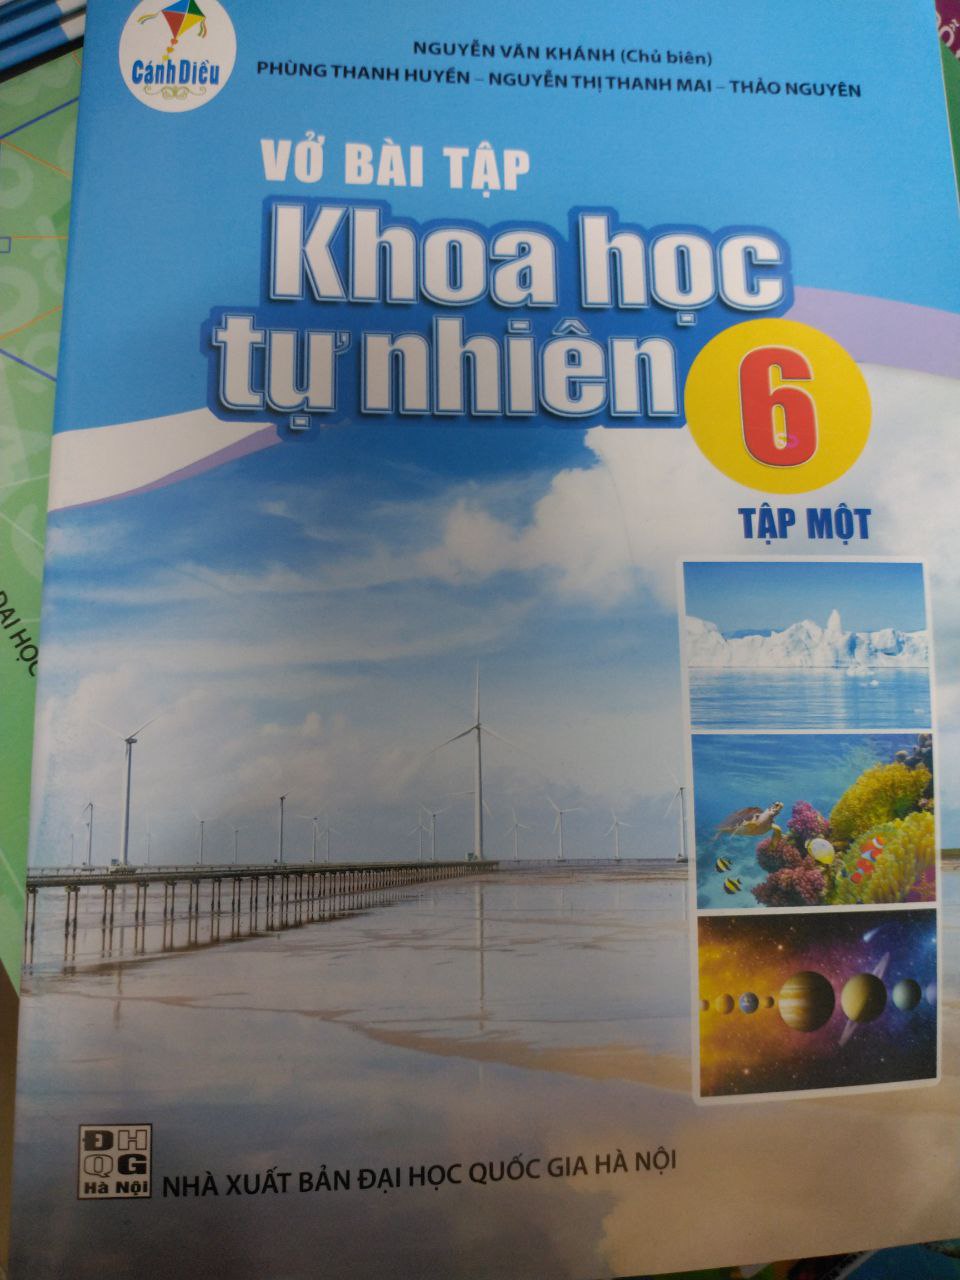 Cánh Diều
NGUYỄN VĂN KHÁNH (Chủ biên)
PHÙNG THANH HUYỀN – NGUYỄN THỊ THANH MAI – THẢO NGUYÊN
VỞ BÀI TẬP
Khoa học
tự nhiên 6
TẬP MỘT
ĐẠI HỌC
ĐH
QG
Hà Nội
NHÀ XUẤT BẢN ĐẠI HỌC QUỐC GIA HÀ NỘI